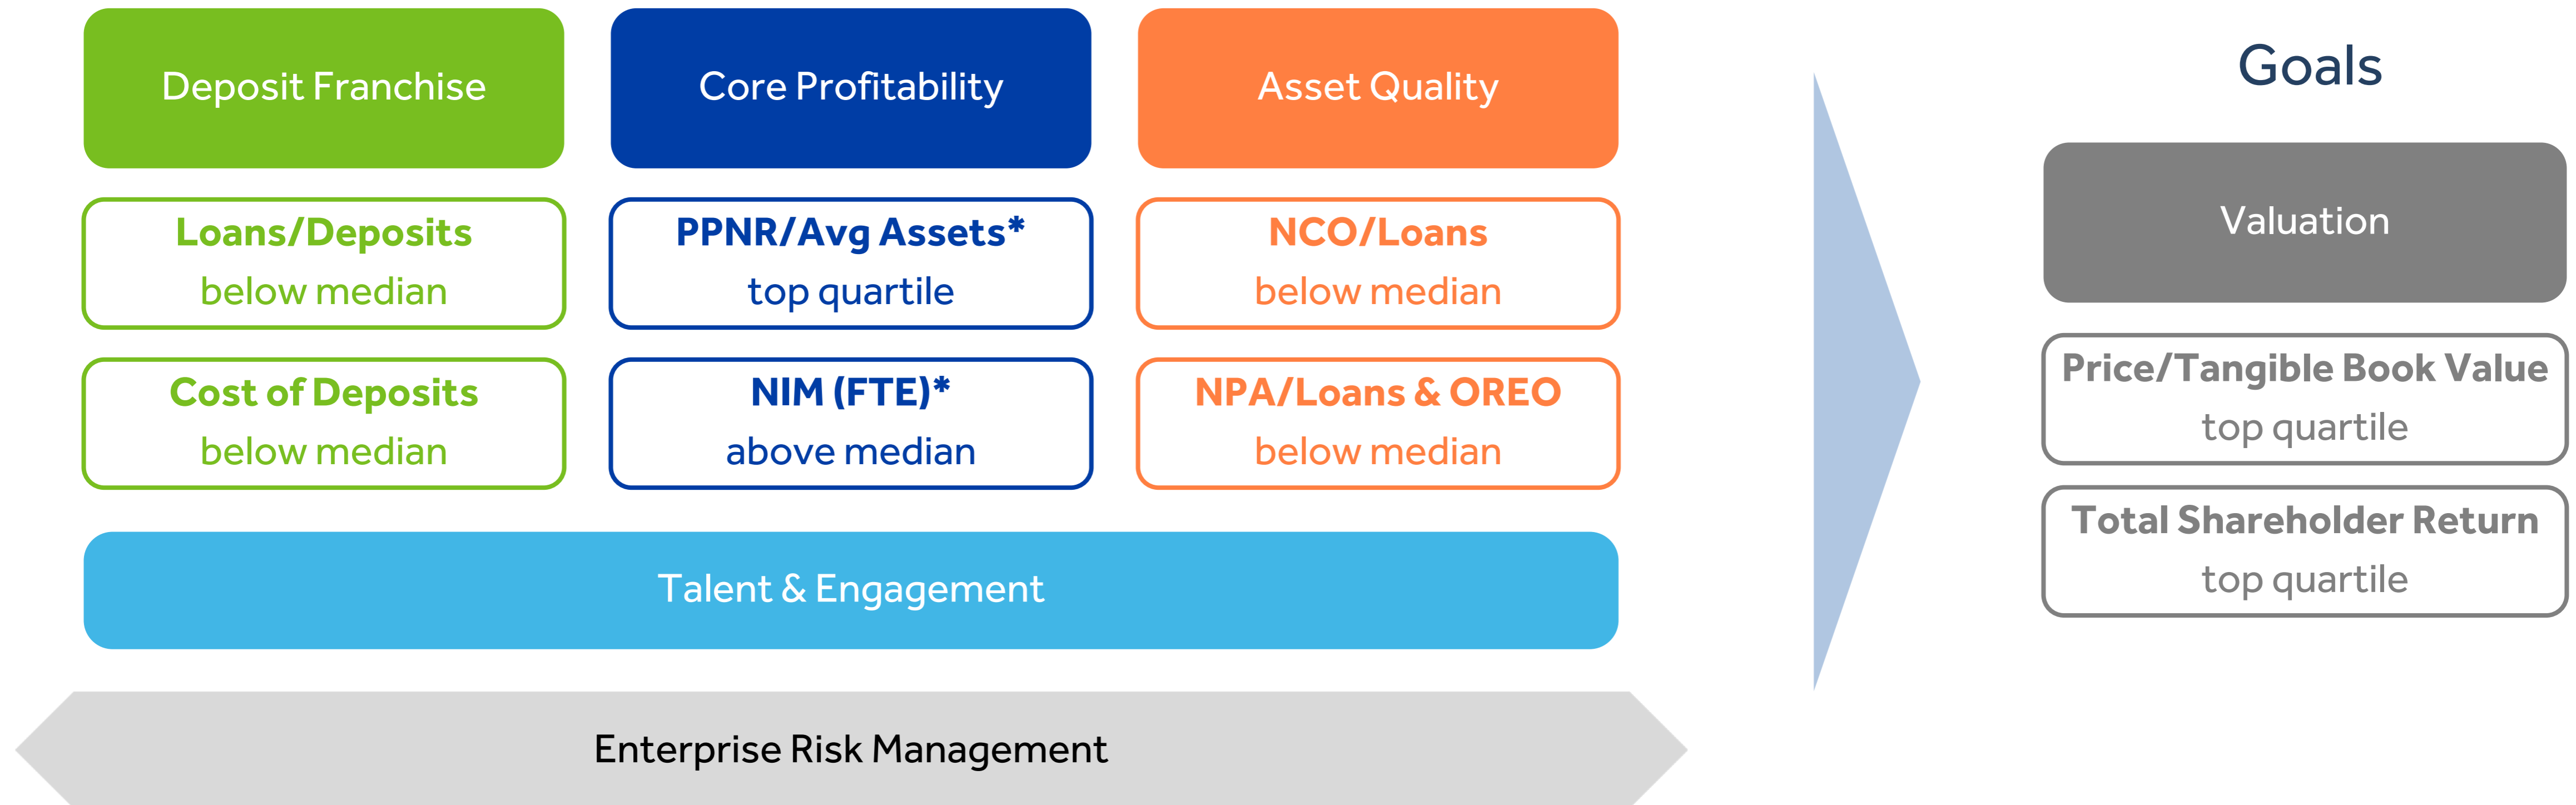 Deposit Franchise
Loans/Deposits
below median
Cost of Deposits
below median
Core Profitability
PPNR/Avg Assets*
top quartile
NIM (FTE)*
above median
Asset Quality
NCO/Loans
below median
NPA/Loans & OREO
below median
Talent & Engagement
Enterprise Risk Management
Goals
Valuation
Price/Tangible Book Value
top quartile
Total Shareholder Return
top quartile